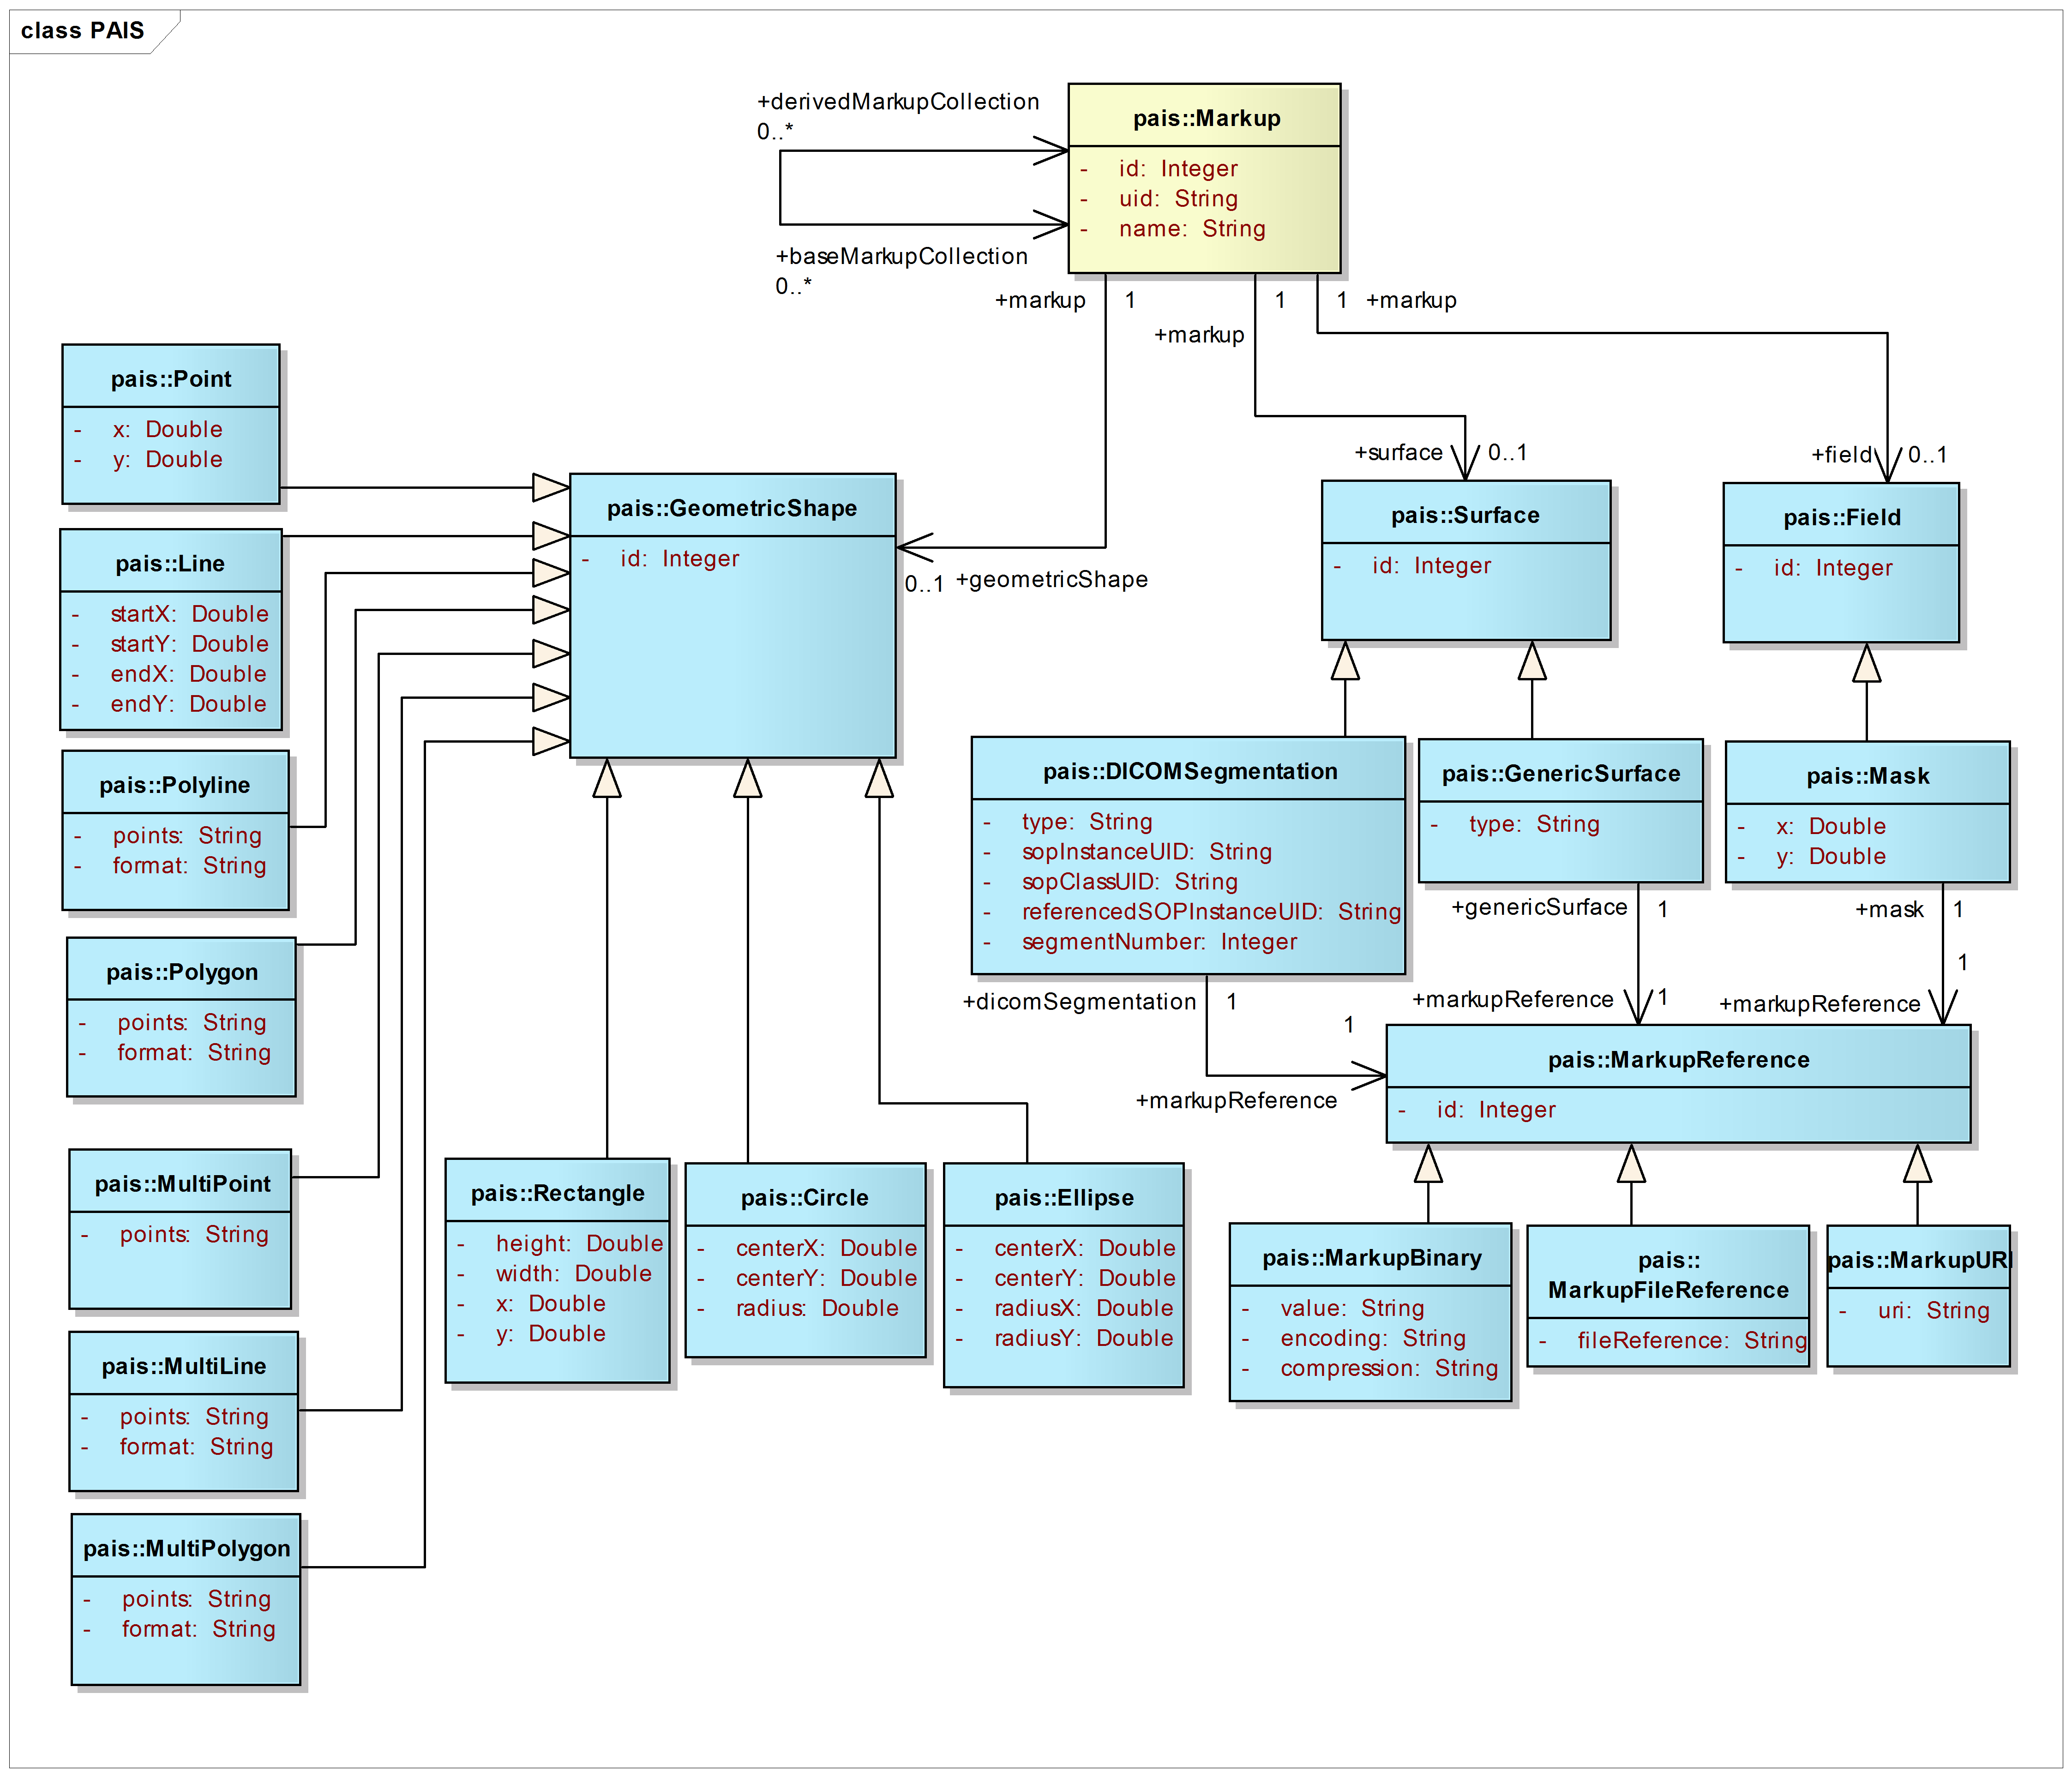 class PAIS
+derivedMarkupCollection
0..*
+baseMarkupCollection
0..*
pais::Markup
- id: Integer
- uid: String
- name: String
+markup 1
1
+markup
1 +markup
pais::Point
- x: Double
- y: Double
pais::Line
- startX: Double
- startY: Double
- endX: Double
- endY: Double
pais::Polyline
- points: String
- format: String
pais::Polygon
- points: String
- format: String
pais::MultiPoint
- points: String
pais::MultiLine
- points: String
- format: String
pais::MultiPolygon
- points: String
- format: String
pais::GeometricShape
- id: Integer
0..1 +geometricShape
+surface 0..1
pais::Surface
- id: Integer
+field 0..1
pais::Field
- id: Integer
pais::DICOMSegmentation
- type: String
- sopInstanceUID: String
- sopClassUID: String
- referencedSOPInstanceUID: String
- segmentNumber: Integer
pais::GenericSurface
- type: String
pais::Mask
- x: Double
- y: Double
+genericSurface 1
+mask 1
+dicomSegmentation 1
1
+markupReference
+markupReference 1
1
+markupReference
pais::MarkupReference
- id: Integer
pais::Rectangle
- height: Double
- width: Double
- x: Double
- y: Double
pais::Circle
- centerX: Double
- centerY: Double
- radius: Double
pais::Ellipse
- centerX: Double
- centerY: Double
- radiusX: Double
- radiusY: Double
pais::MarkupBinary
- value: String
- encoding: String
- compression: String
pais::
MarkupFileReference
- fileReference: String
pais::MarkupURI
- uri: String